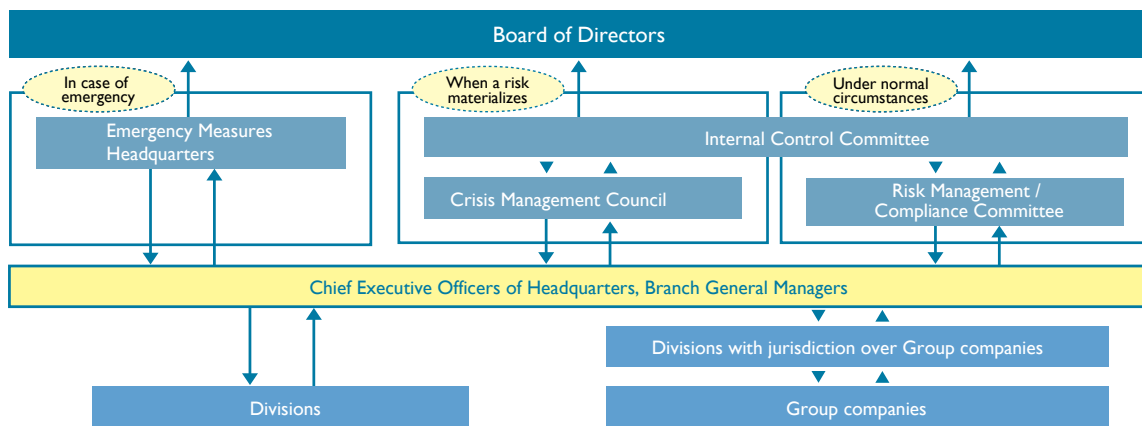 Board of Directors
In case of
emergency
When a risk
materializes
Under normal
circumstances
Emergency Measures
Headquarters
Internal Control Committee
Crisis Management Council
Risk Management /
Compliance Committee
Chief Executive Officers of Headquarters, Branch General Managers
Divisions with jurisdiction over Group companies
Divisions
Group companies